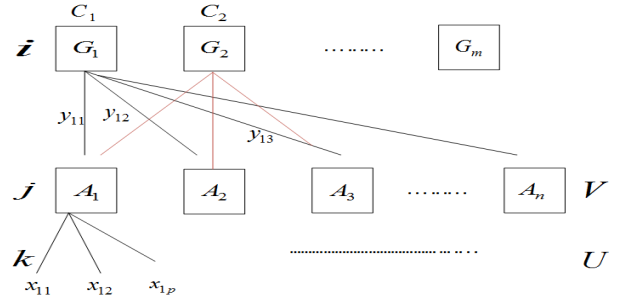 C₁ C₂
i G₁ G₂ ......... Gₘ
y₁₁ y₁₂ y₁₃
j A₁ A₂ A₃ ......... Aₙ V
k ................................................ U
x₁₁ x₁₂ x₁ₚ